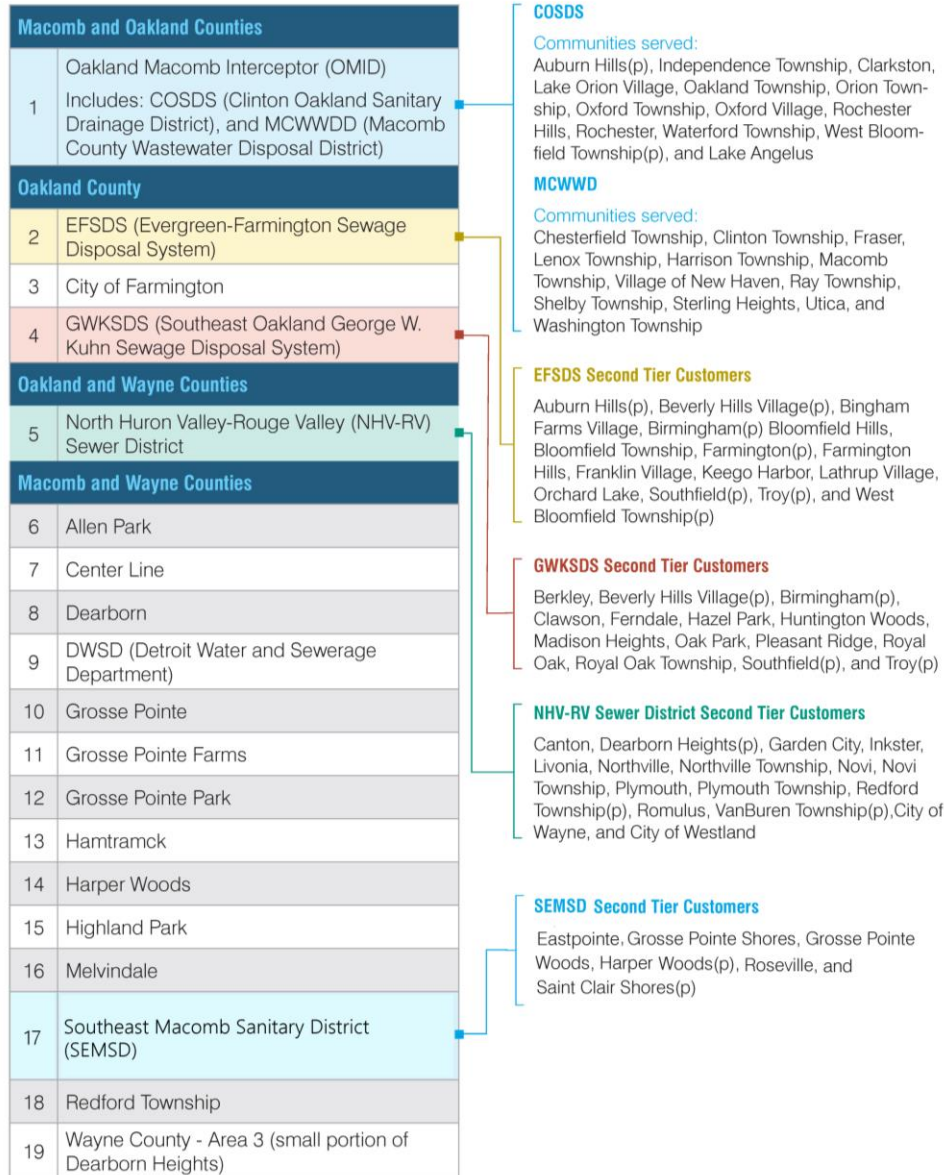 Macomb and Oakland Counties
1
Oakland Macomb Interceptor (OMID)
Includes: COSDS (Clinton Oakland Sanitary
Drainage District), and MCWWDD (Macomb
County Wastewater Disposal District)
Oakland County
2
EFSDS (Evergreen-Farmington Sewage
Disposal System)
3 City of Farmington
4
GWKSDS (Southeast Oakland George W.
Kuhn Sewage Disposal System)
Oakland and Wayne Counties
5
North Huron Valley-Rouge Valley (NHV-RV)
Sewer District
Macomb and Wayne Counties
6 Allen Park
7 Center Line
8 Dearborn
9
DWSD (Detroit Water and Sewerage
Department)
10 Grosse Pointe
11 Grosse Pointe Farms
12 Grosse Pointe Park
13 Hamtramck
14 Harper Woods
15 Highland Park
16 Melvindale
17
Southeast Macomb Sanitary District
(SEMSD)
18 Redford Township
19
Wayne County - Area 3 (small portion of
Dearborn Heights)
COSDS
Communities served:
Auburn Hills(p), Independence Township, Clarkston,
Lake Orion Village, Oakland Township, Orion Town-
ship, Oxford Township, Oxford Village, Rochester
Hills, Rochester, Waterford Township, West Bloom-
field Township(p), and Lake Angelus
MCWWD
Communities served:
Chesterfield Township, Clinton Township, Fraser,
Lenox Township, Harrison Township, Macomb
Township, Village of New Haven, Ray Township,
Shelby Township, Sterling Heights, Utica, and
Washington Township
EFSDS Second Tier Customers
Auburn Hills(p), Beverly Hills Village(p), Bingham
Farms Village, Birmingham(p) Bloomfield Hills,
Bloomfield Township, Farmington(p), Farmington
Hills, Franklin Village, Keego Harbor, Lathrup Village,
Orchard Lake, Southfield(p), Troy(p), and West
Bloomfield Township(p)
GWKSDS Second Tier Customers
Berkley, Beverly Hills Village(p), Birmingham(p),
Clawson, Ferndale, Hazel Park, Huntington Woods,
Madison Heights, Oak Park, Pleasant Ridge, Royal
Oak, Royal Oak Township, Southfield(p), and Troy(p)
NHV-RV Sewer District Second Tier Customers
Canton, Dearborn Heights(p), Garden City, Inkster,
Livonia, Northville, Northville Township, Novi, Novi
Township, Plymouth, Plymouth Township, Redford
Township(p), Romulus, VanBuren Township(p),City of
Wayne, and City of Westland
SEMSD Second Tier Customers
Eastpointe, Grosse Pointe Shores, Grosse Pointe
Woods, Harper Woods(p), Roseville, and
Saint Clair Shores(p)